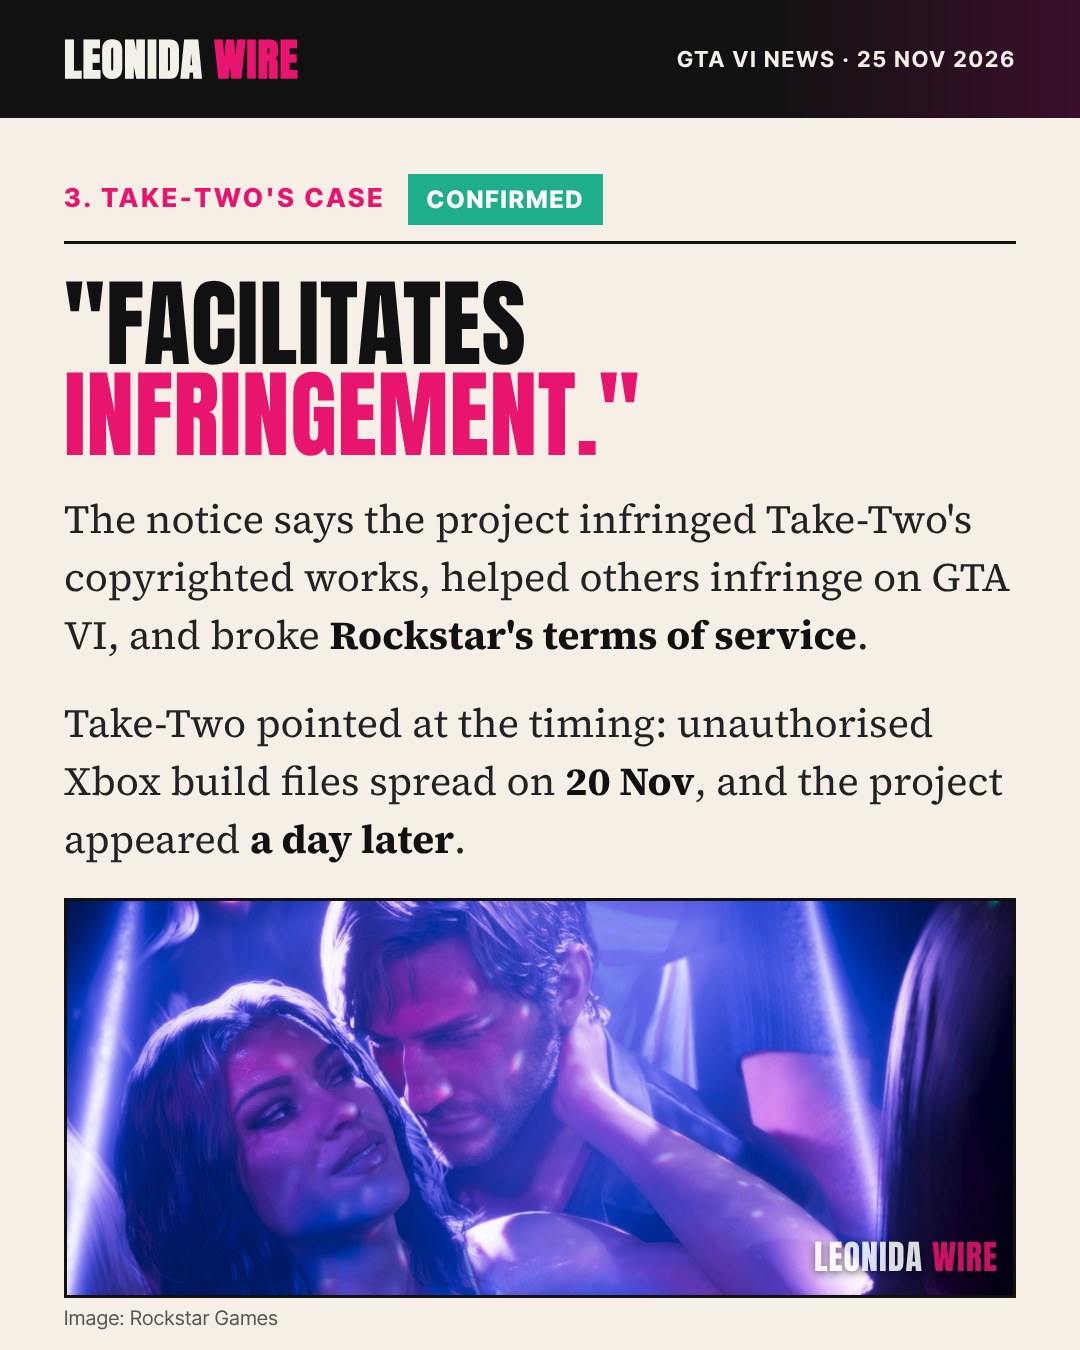 LEONIDA WIRE
GTA VI NEWS · 25 NOV 2026
3. TAKE-TWO'S CASE
CONFIRMED
"FACILITATES
INFRINGEMENT."
The notice says the project infringed Take-Two's
copyrighted works, helped others infringe on GTA
VI, and broke Rockstar's terms of service.
Take-Two pointed at the timing: unauthorised
Xbox build files spread on 20 Nov, and the project
appeared a day later.
LEONIDA WIRE
Image: Rockstar Games